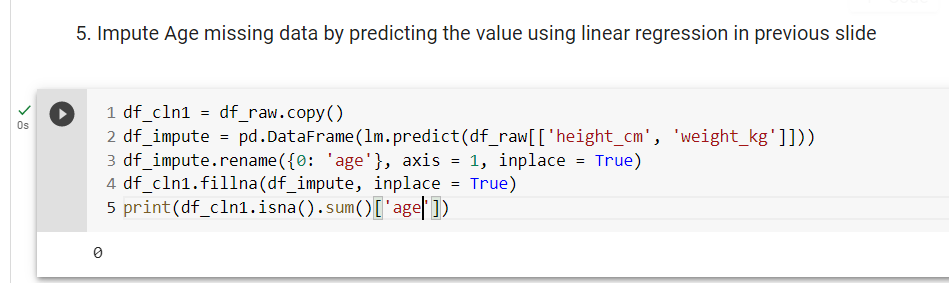 5. Impute Age missing data by predicting the value using linear regression in previous slide
0s
1 df_cln1 = df_raw.copy()
2 df_impute = pd.DataFrame(lm.predict(df_raw[['height_cm', 'weight_kg']]))
3 df_impute.rename({0: 'age'}, axis = 1, inplace = True)
4 df_cln1.fillna(df_impute, inplace = True)
5 print(df_cln1.isna().sum()['age'])
0